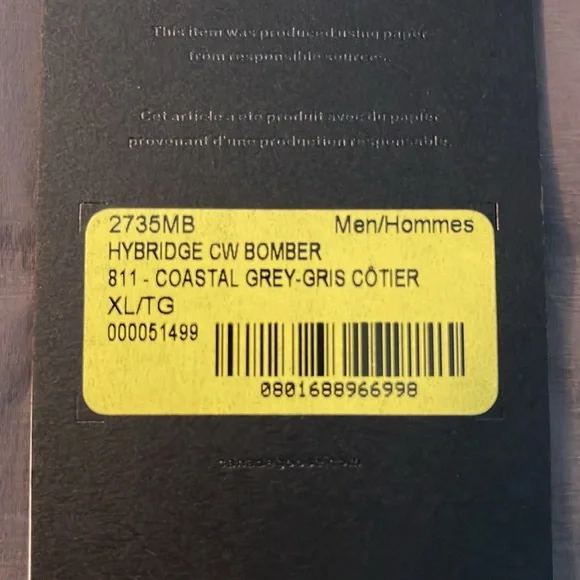 This item was produced using paper
from responsible sources.
Cet article a été produit avec du papier
provenant d'une production responsable.
2735MB Men/Hommes
HYBRIDGE CW BOMBER
811 - COASTAL GREY-GRIS CÔTIER
XL/TG
000051499
0801688966998